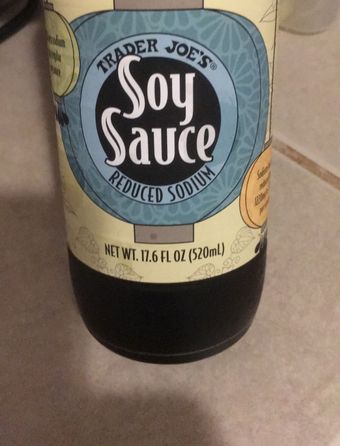 TRADER JOE'S®
Soy
Sauce
REDUCED SODIUM
NET WT. 17.6 FL OZ (520mL)